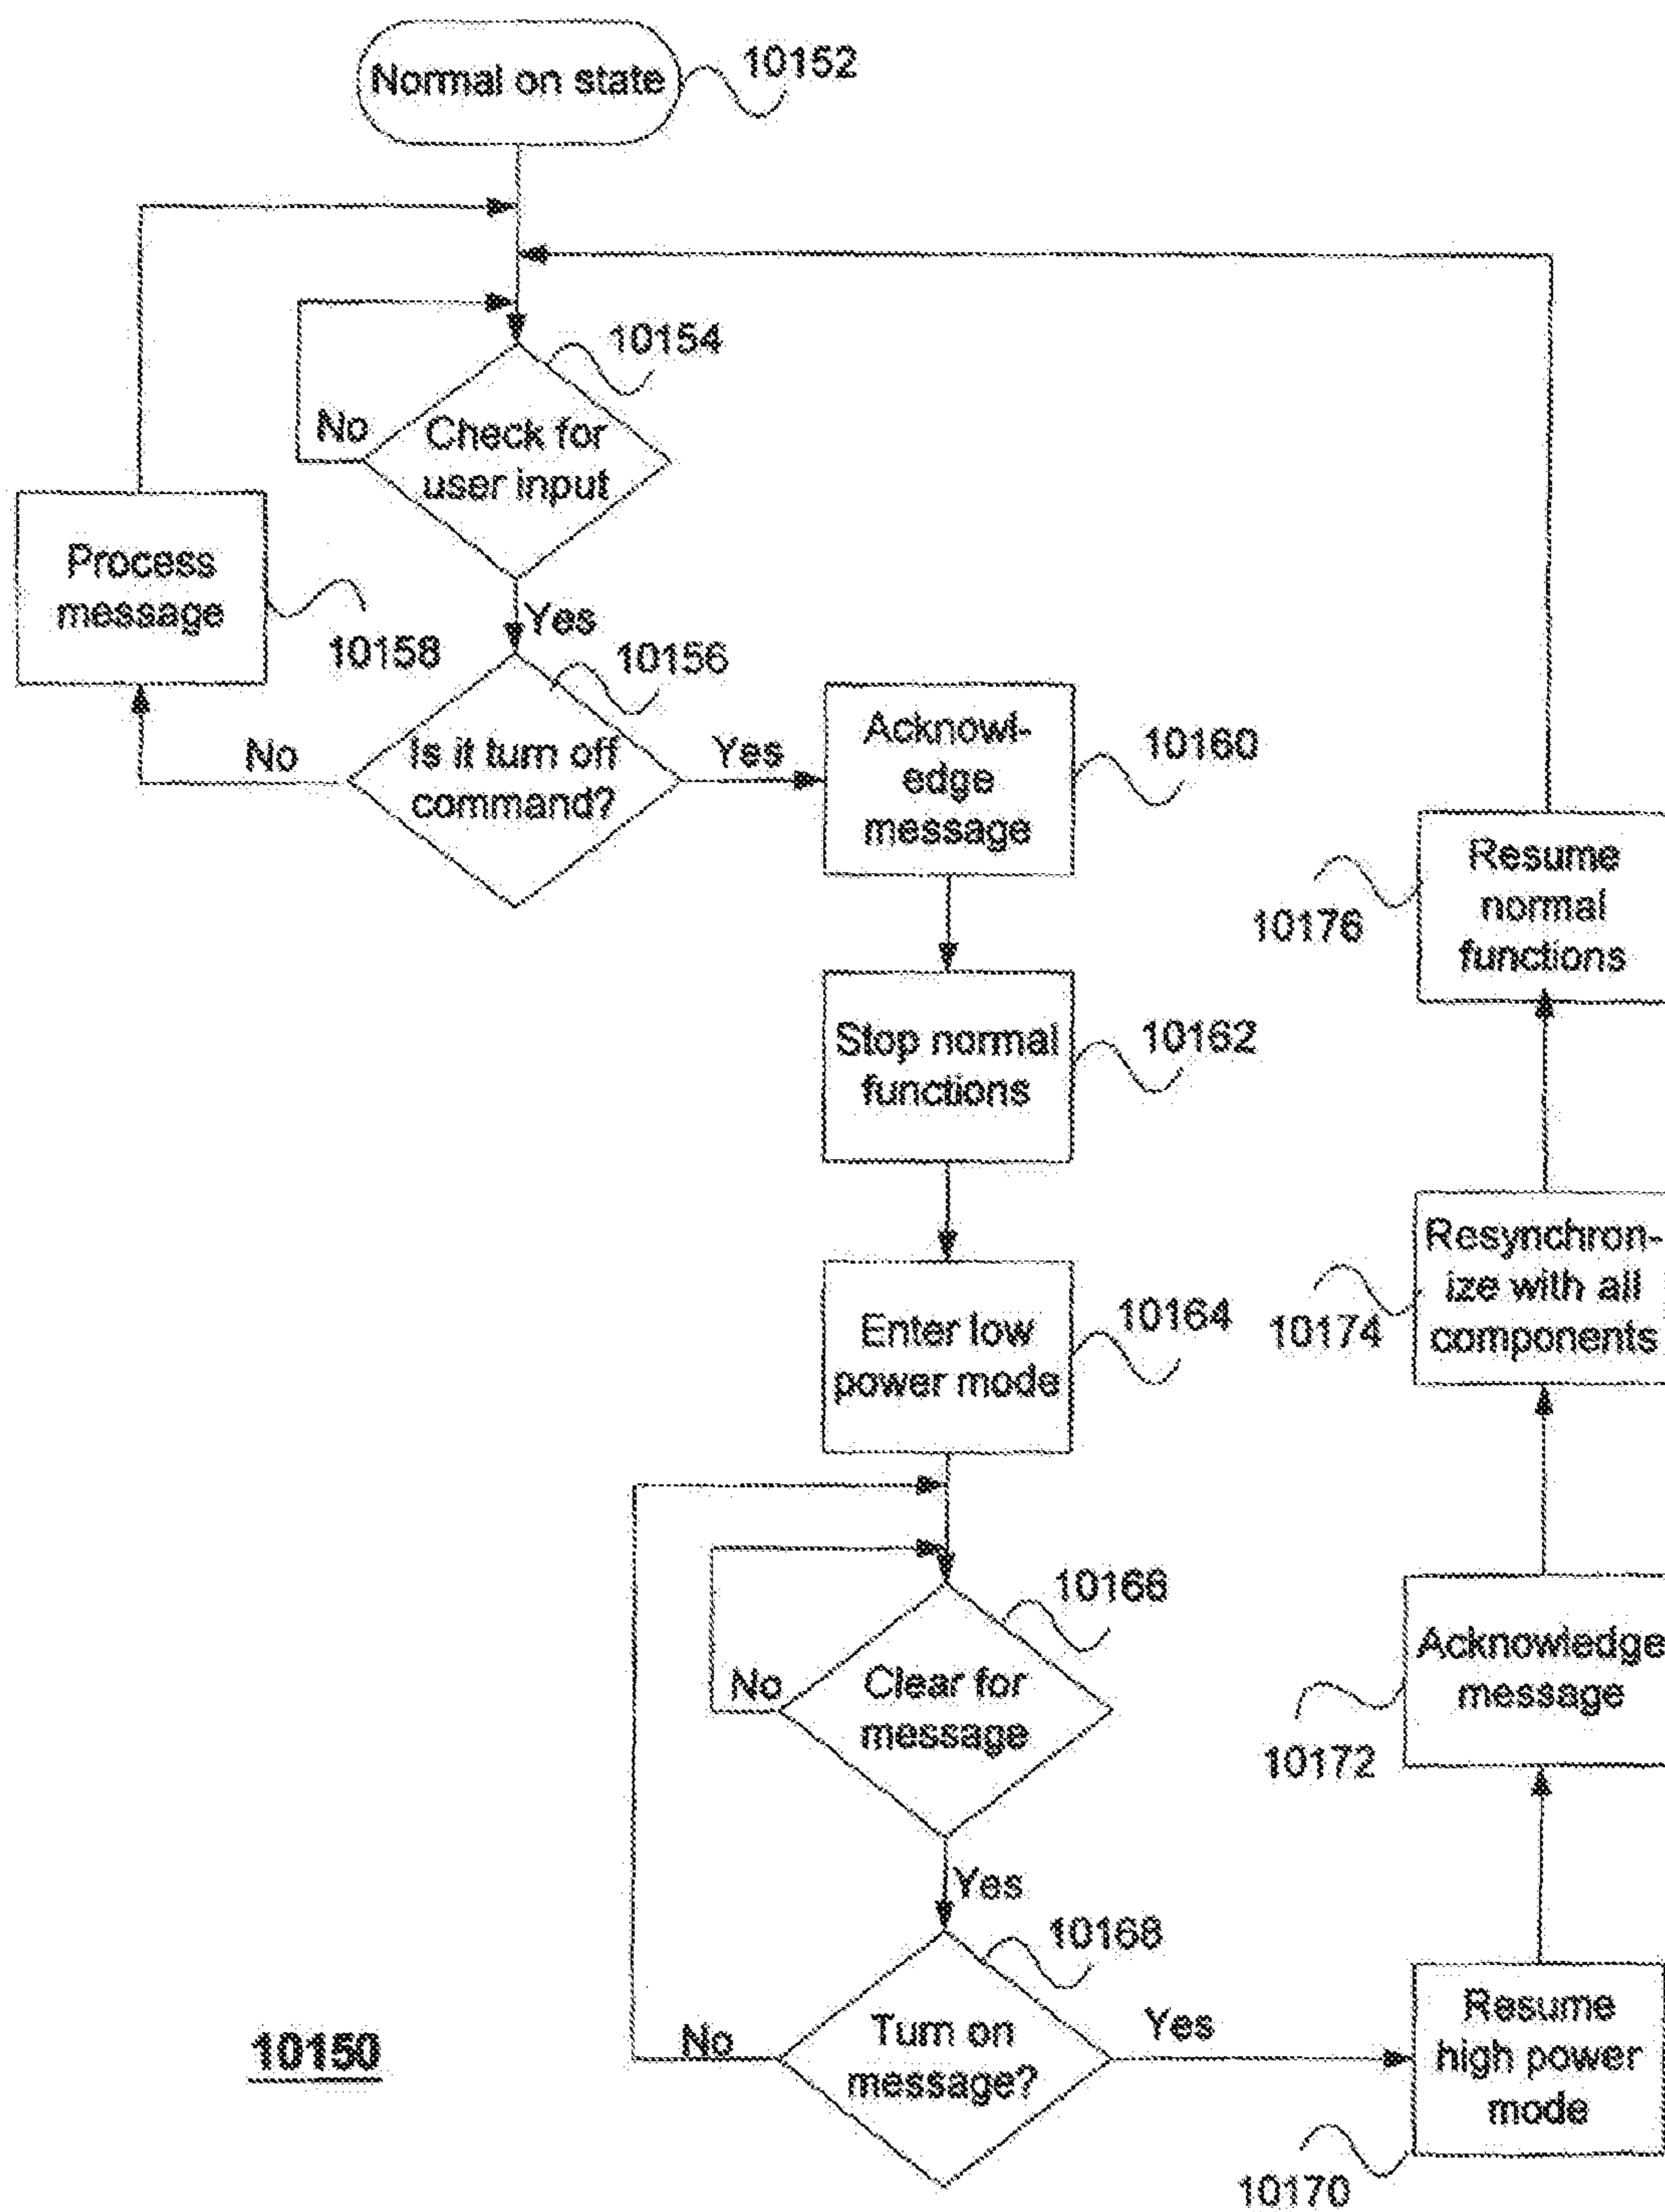 Normal on state
10152
10154
No
Check for
user input
Process
message
10158
Yes
10156
No
Is it turn off
command?
Yes
Acknowl-
edge
message
10160
Resume
normal
functions
10176
Stop normal
functions
10162
Resynchron-
ize with all
components
10174
Enter low
power mode
10164
10166
No
Clear for
message
Acknowledge
message
10172
Yes
10168
No
Turn on
message?
Yes
Resume
high power
mode
10170
10150